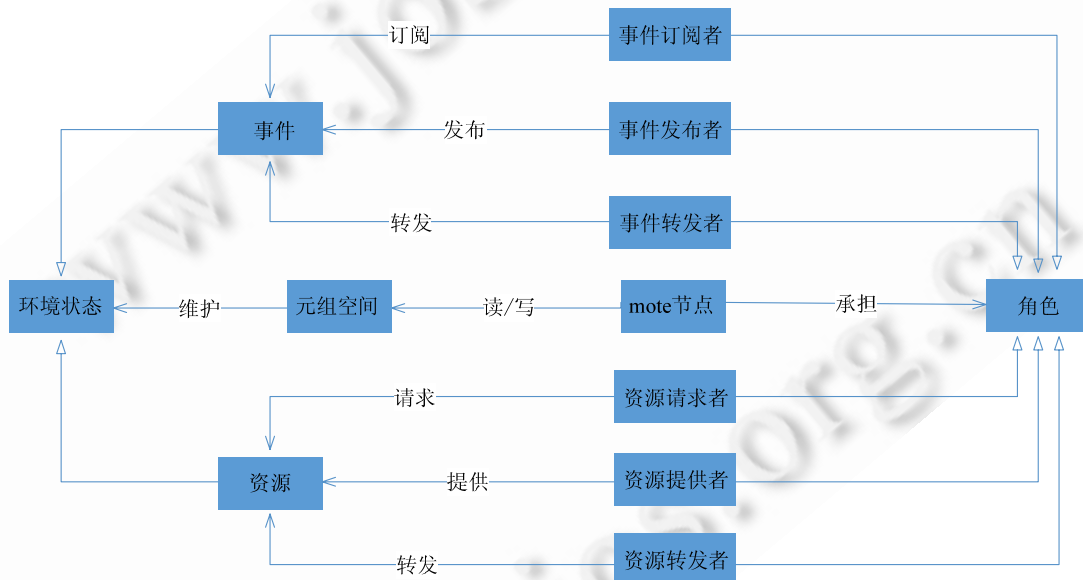 订阅
事件订阅者
事件
发布
事件发布者
转发
事件转发者
环境状态
维护
元组空间
读/写
mote节点
承担
角色
请求
资源请求者
资源
提供
资源提供者
转发
资源转发者